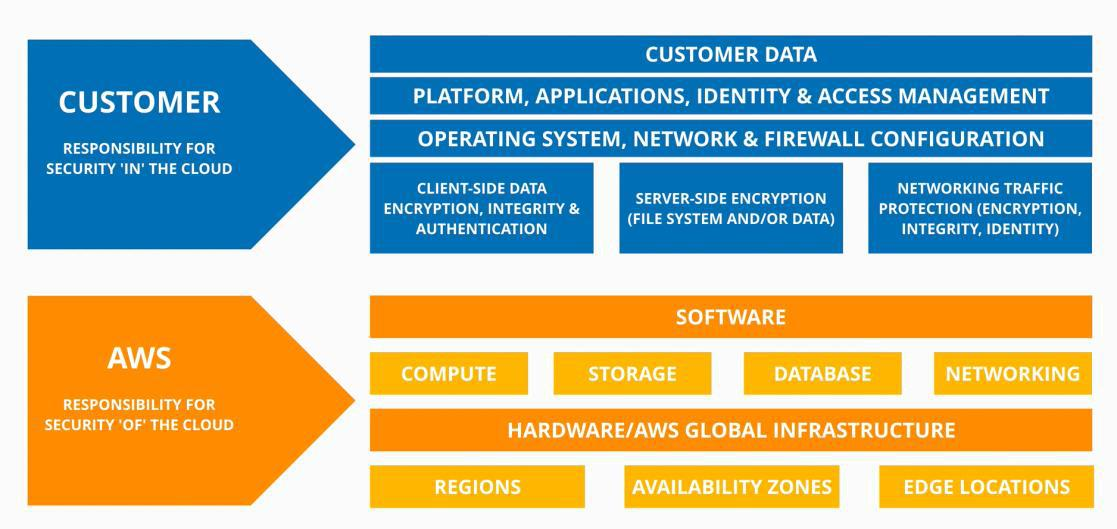 CUSTOMER
RESPONSIBILITY FOR
SECURITY 'IN' THE CLOUD
CUSTOMER DATA
PLATFORM, APPLICATIONS, IDENTITY & ACCESS MANAGEMENT
OPERATING SYSTEM, NETWORK & FIREWALL CONFIGURATION
CLIENT-SIDE DATA
ENCRYPTION, INTEGRITY &
AUTHENTICATION
SERVER-SIDE ENCRYPTION
(FILE SYSTEM AND/OR DATA)
NETWORKING TRAFFIC
PROTECTION (ENCRYPTION,
INTEGRITY, IDENTITY)
AWS
RESPONSIBILITY FOR
SECURITY 'OF' THE CLOUD
SOFTWARE
COMPUTE
STORAGE
DATABASE
NETWORKING
HARDWARE/AWS GLOBAL INFRASTRUCTURE
REGIONS
AVAILABILITY ZONES
EDGE LOCATIONS